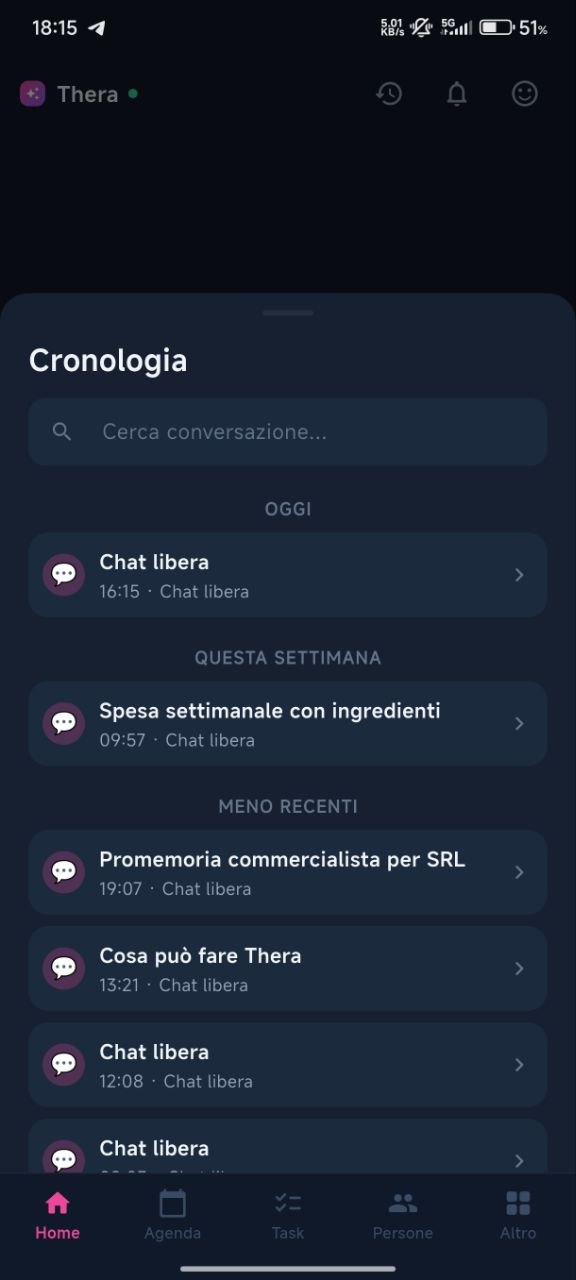 18:15
5,01 KB/s 5G 51%
Thera
Cronologia
Cerca conversazione...
OGGI
Chat libera
16:15 · Chat libera
QUESTA SETTIMANA
Spesa settimanale con ingredienti
09:57 · Chat libera
MENO RECENTI
Promemoria commercialista per SRL
19:07 · Chat libera
Cosa può fare Thera
13:21 · Chat libera
Chat libera
12:08 · Chat libera
Chat libera
Home Agenda Task Persone Altro